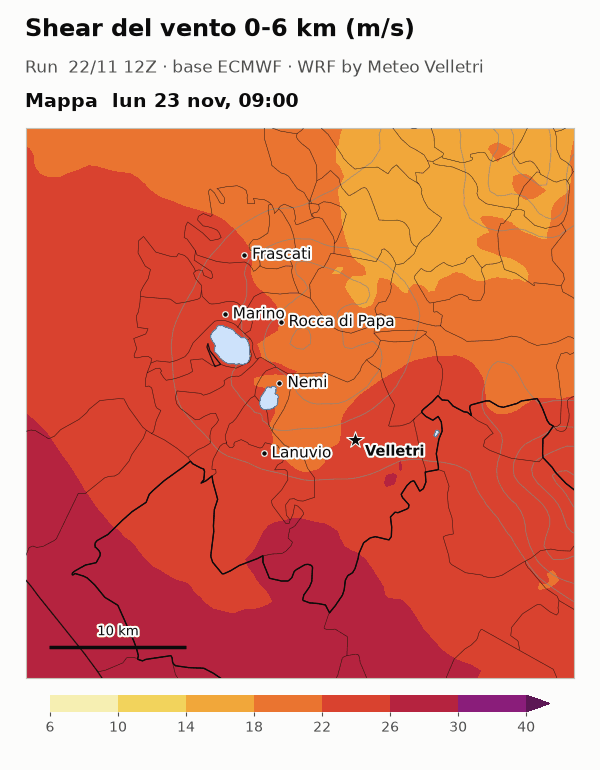 Shear del vento 0-6 km (m/s)
Run  22/11 12Z · base ECMWF · WRF by Meteo Velletri
Mappa  lun 23 nov, 09:00
Frascati
Marino
Rocca di Papa
Nemi
Velletri
Lanuvio
10 km
6 10 14 18 22 26 30 40